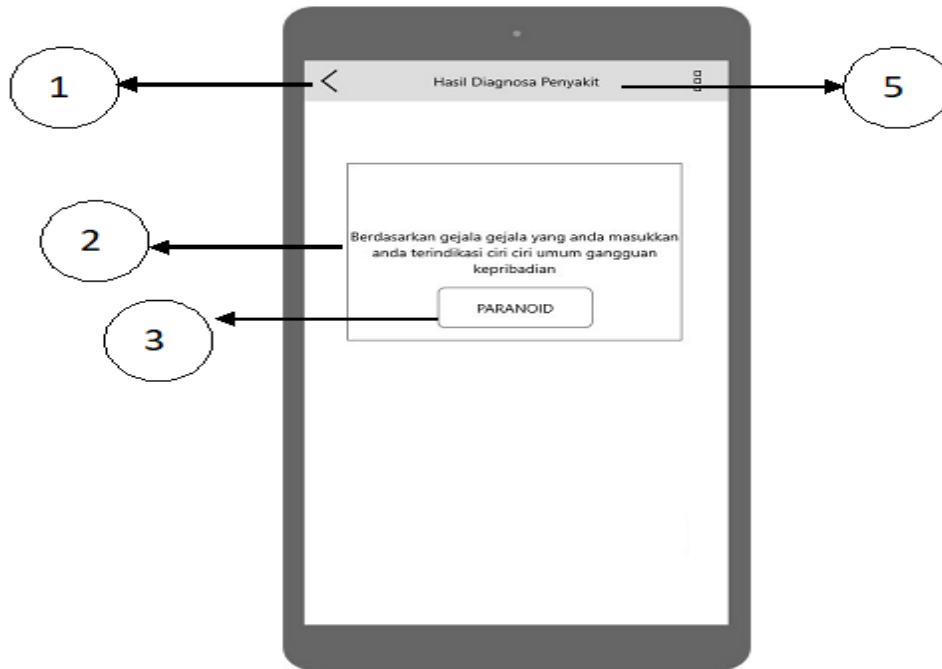 1
Hasil Diagnosa Penyakit
5
2
Berdasarkan gejala gejala yang anda masukkan
anda terindikasi ciri ciri umum gangguan
kepribadian
PARANOID
3